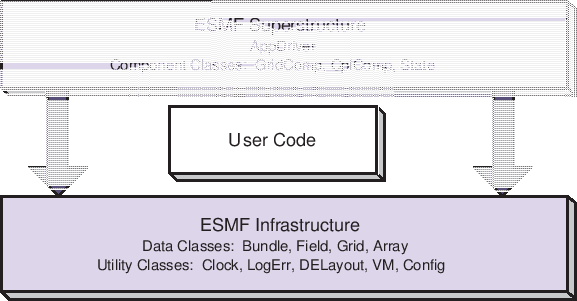 ESMF Superstructure
AppDriver
Component Classes: GridComp, CplComp, State
User Code
ESMF Infrastructure
Data Classes: Bundle, Field, Grid, Array
Utility Classes: Clock, LogErr, DELayout, VM, Config